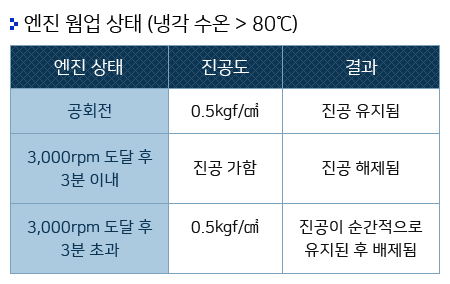 엔진 웜업 상태 (냉각 수온 > 80℃)
엔진 상태 진공도 결과
공회전 0.5kgf/㎠ 진공 유지됨
3,000rpm 도달 후
3분 이내
진공 가함 진공 해제됨
3,000rpm 도달 후
3분 초과
0.5kgf/㎠
진공이 순간적으로
유지된 후 배제됨